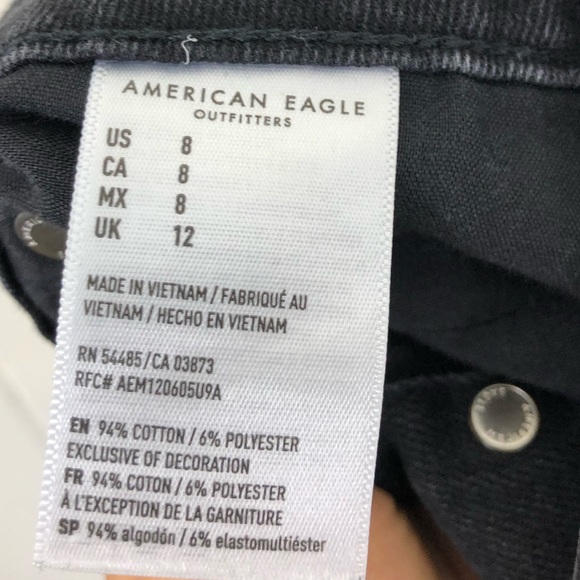 AMERICAN EAGLE
OUTFITTERS
US 8
CA 8
MX 8
UK 12
MADE IN VIETNAM / FABRIQUÉ AU
VIETNAM / HECHO EN VIETNAM
RN 54485/CA 03873
RFC# AEM120605U9A
EN 94% COTTON / 6% POLYESTER
EXCLUSIVE OF DECORATION
FR 94% COTON / 6% POLYESTER
À L'EXCEPTION DE LA GARNITURE
SP 94% algodón / 6% elastomultiéster